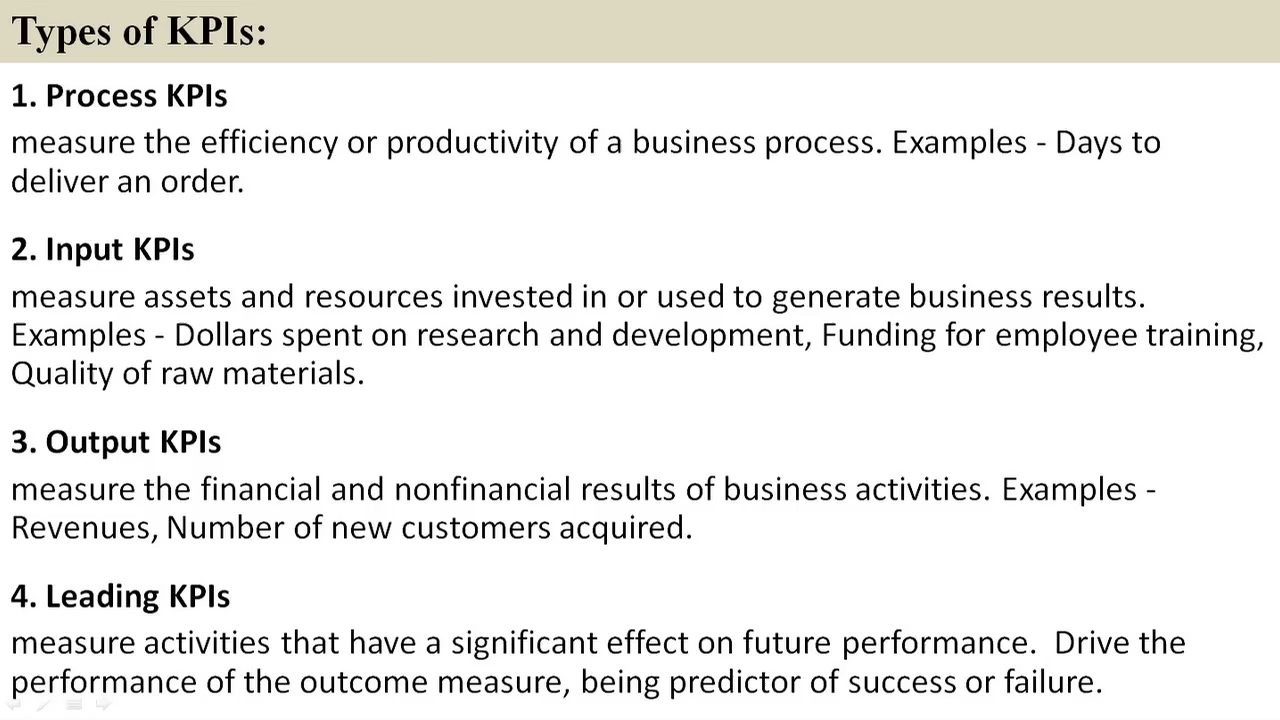 Types of KPIs:
1. Process KPIs
measure the efficiency or productivity of a business process. Examples - Days to
deliver an order.
2. Input KPIs
measure assets and resources invested in or used to generate business results.
Examples - Dollars spent on research and development, Funding for employee training,
Quality of raw materials.
3. Output KPIs
measure the financial and nonfinancial results of business activities. Examples -
Revenues, Number of new customers acquired.
4. Leading KPIs
measure activities that have a significant effect on future performance.  Drive the
performance of the outcome measure, being predictor of success or failure.